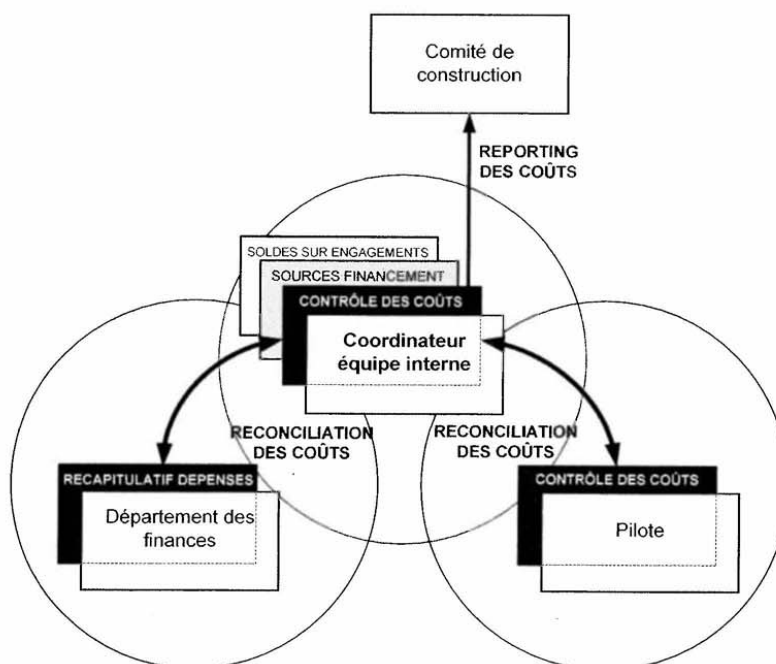 Comité de
construction
REPORTING
DES COÛTS
SOLDES SUR ENGAGEMENTS
SOURCES FINANCEMENT
CONTRÔLE DES COÛTS
Coordinateur
équipe interne
RECONCILIATION
DES COÛTS
RECONCILIATION
DES COÛTS
RECAPITULATIF DEPENSES
Département des
finances
CONTRÔLE DES COÛTS
Pilote